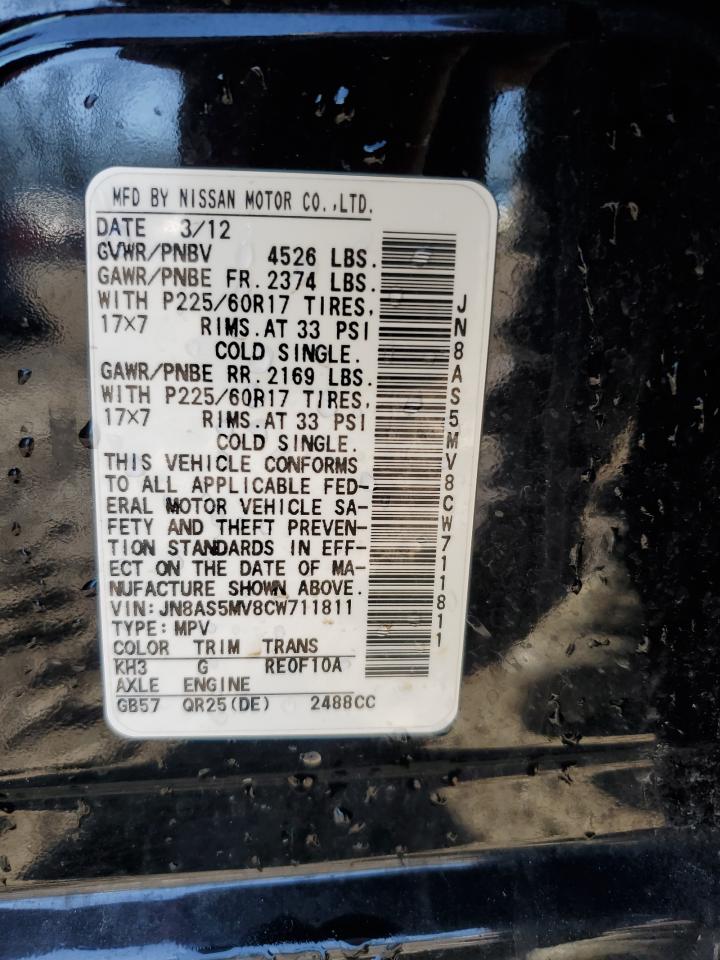 MFD BY NISSAN MOTOR CO.,LTD.
DATE 3/12
GVWR/PNBV 4526 LBS.
GAWR/PNBE FR. 2374 LBS.
WITH P225/60R17 TIRES,
17×7 RIMS. AT 33 PSI
COLD SINGLE.
GAWR/PNBE RR. 2169 LBS.
WITH P225/60R17 TIRES,
17×7 RIMS. AT 33 PSI
COLD SINGLE.
THIS VEHICLE CONFORMS
TO ALL APPLICABLE FED-
ERAL MOTOR VEHICLE SA-
FETY AND THEFT PREVEN-
TION STANDARDS IN EFF-
ECT ON THE DATE OF MA-
NUFACTURE SHOWN ABOVE.
VIN: JN8AS5MV8CW711811
TYPE: MPV
COLOR TRIM TRANS
KH3 G RE0F10A
AXLE ENGINE
GB57 QR25(DE) 2488CC
JN8AS5MV8CW711811